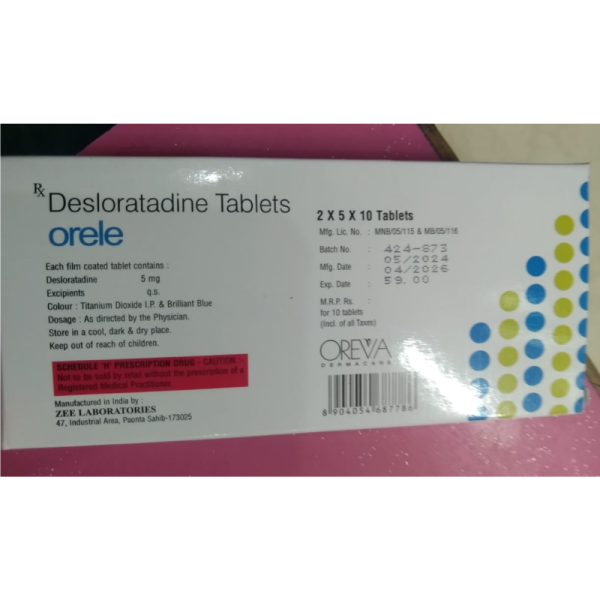 Rx Desloratadine Tablets
orele
Each film coated tablet contains :
Desloratadine 5 mg
Excipients q.s.
Colour : Titanium Dioxide I.P. & Brilliant Blue
Dosage : As directed by the Physician.
Store in a cool, dark & dry place.
Keep out of reach of children.
SCHEDULE 'H' PRESCRIPTION DRUG - CAUTION :-
Not to be sold by retail without the prescription of a
Registered Medical Practitioner
Manufactured in India by :
ZEE LABORATORIES
47, Industrial Area, Paonta Sahib-173025
2 X 5 X 10 Tablets
Mfg. Lic. No. : MNB/05/115 & MB/05/116
Batch No. : 424-873
Mfg. Date : 05/2024
Exp. Date : 04/2026
M.R.P. Rs. : 59.00
for 10 tablets
(Incl. of all Taxes)
OREVA
DERMACARE
8 904054 687786